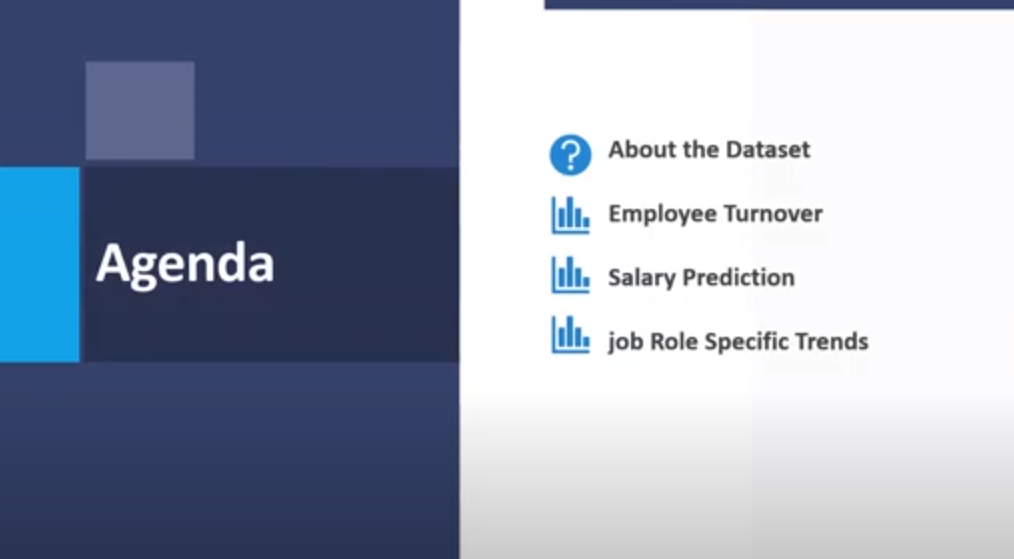 Agenda
About the Dataset
Employee Turnover
Salary Prediction
job Role Specific Trends